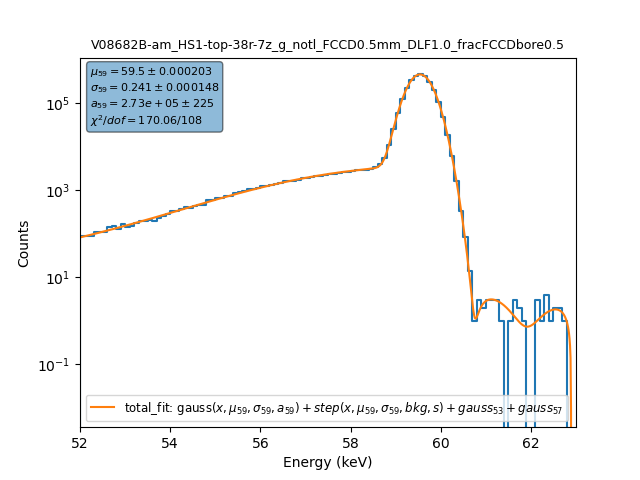 V08682B-am_HS1-top-38r-7z_g_notl_FCCD0.5mm_DLF1.0_fracFCCDbore0.5
μ59 = 59.5 ± 0.000203
σ59 = 0.241 ± 0.000148
a59 = 2.73e + 05 ± 225
χ²/dof = 170.06/108
10⁵
10³
10¹
10⁻¹
Counts
total_fit: gauss(x, μ59, σ59, a59) + step(x, μ59, σ59, bkg, s) + gauss53 + gauss57
52 54 56 58 60 62
Energy (keV)